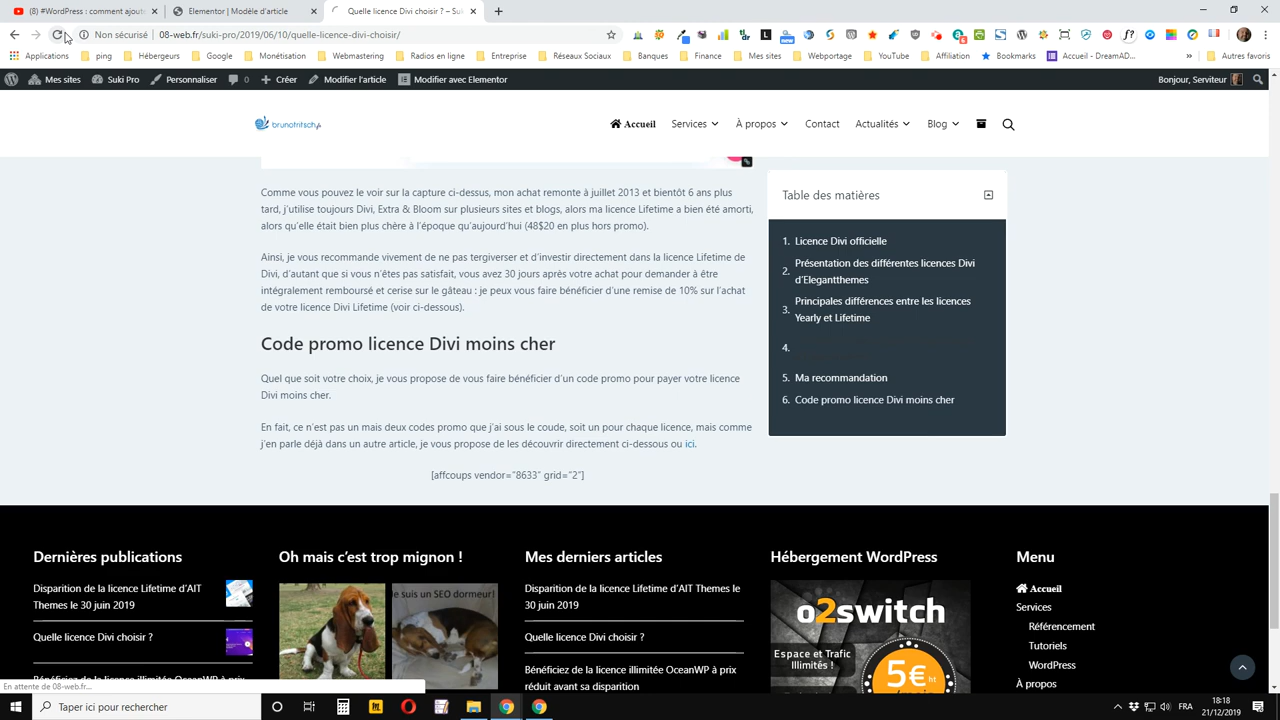 (8) #WordPress : comment ajoute
Elementor | Modèle d'article
Quelle licence Divi choisir ? – Su
Non sécurisé
08-web.fr/suki-pro/2019/06/10/quelle-licence-divi-choisir/
Applications
ping
Hébergeurs
Google
Monétisation
Webmastering
Radios en ligne
Entreprise
Réseaux Sociaux
Banques
Finance
Mes sites
Webportage
YouTube
Affiliation
Bookmarks
Accueil - DreamAD...
»
Autres favoris
Mes sites
Suki Pro
Personnaliser
0
Créer
Modifier l'article
Modifier avec Elementor
Bonjour, Serviteur
brunofritsch
Accueil
Services
À propos
Contact
Actualités
Blog
Comme vous pouvez le voir sur la capture ci-dessus, mon achat remonte à juillet 2013 et bientôt 6 ans plus
tard, j'utilise toujours Divi, Extra & Bloom sur plusieurs sites et blogs, alors ma licence Lifetime a bien été amorti,
alors qu'elle était bien plus chère à l'époque qu'aujourd'hui (48$20 en plus hors promo).
Ainsi, je vous recommande vivement de ne pas tergiverser et d'investir directement dans la licence Lifetime de
Divi, d'autant que si vous n'êtes pas satisfait, vous avez 30 jours après votre achat pour demander à être
intégralement remboursé et cerise sur le gâteau : je peux vous faire bénéficier d'une remise de 10% sur l'achat
de votre licence Divi Lifetime (voir ci-dessous).
Code promo licence Divi moins cher
Quel que soit votre choix, je vous propose de vous faire bénéficier d'un code promo pour payer votre licence
Divi moins cher.
En fait, ce n'est pas un mais deux codes promo que j'ai sous le coude, soit un pour chaque licence, mais comme
j'en parle déjà dans un autre article, je vous propose de les découvrir directement ci-dessous ou ici.
[affcoups vendor="8633" grid="2"]
Table des matières
1. Licence Divi officielle
2. Présentation des différentes licences Divi
d'Elegantthemes
3. Principales différences entre les licences
Yearly et Lifetime
4.
5. Ma recommandation
6. Code promo licence Divi moins cher
Dernières publications
Disparition de la licence Lifetime d'AIT
Themes le 30 juin 2019
Quelle licence Divi choisir ?
Oh mais c'est trop mignon !
Je suis un SEO dormeur!
Mes derniers articles
Disparition de la licence Lifetime d'AIT Themes le
30 juin 2019
Quelle licence Divi choisir ?
Bénéficiez de la licence illimitée OceanWP à prix
réduit avant sa disparition
Hébergement WordPress
o2switch
Espace et Trafic
Illimités !
5€ ht
Menu
Accueil
Services
Référencement
Tutoriels
WordPress
À propos
En attente de 08-web.fr...
Taper ici pour rechercher
FRA
18:18
21/12/2019